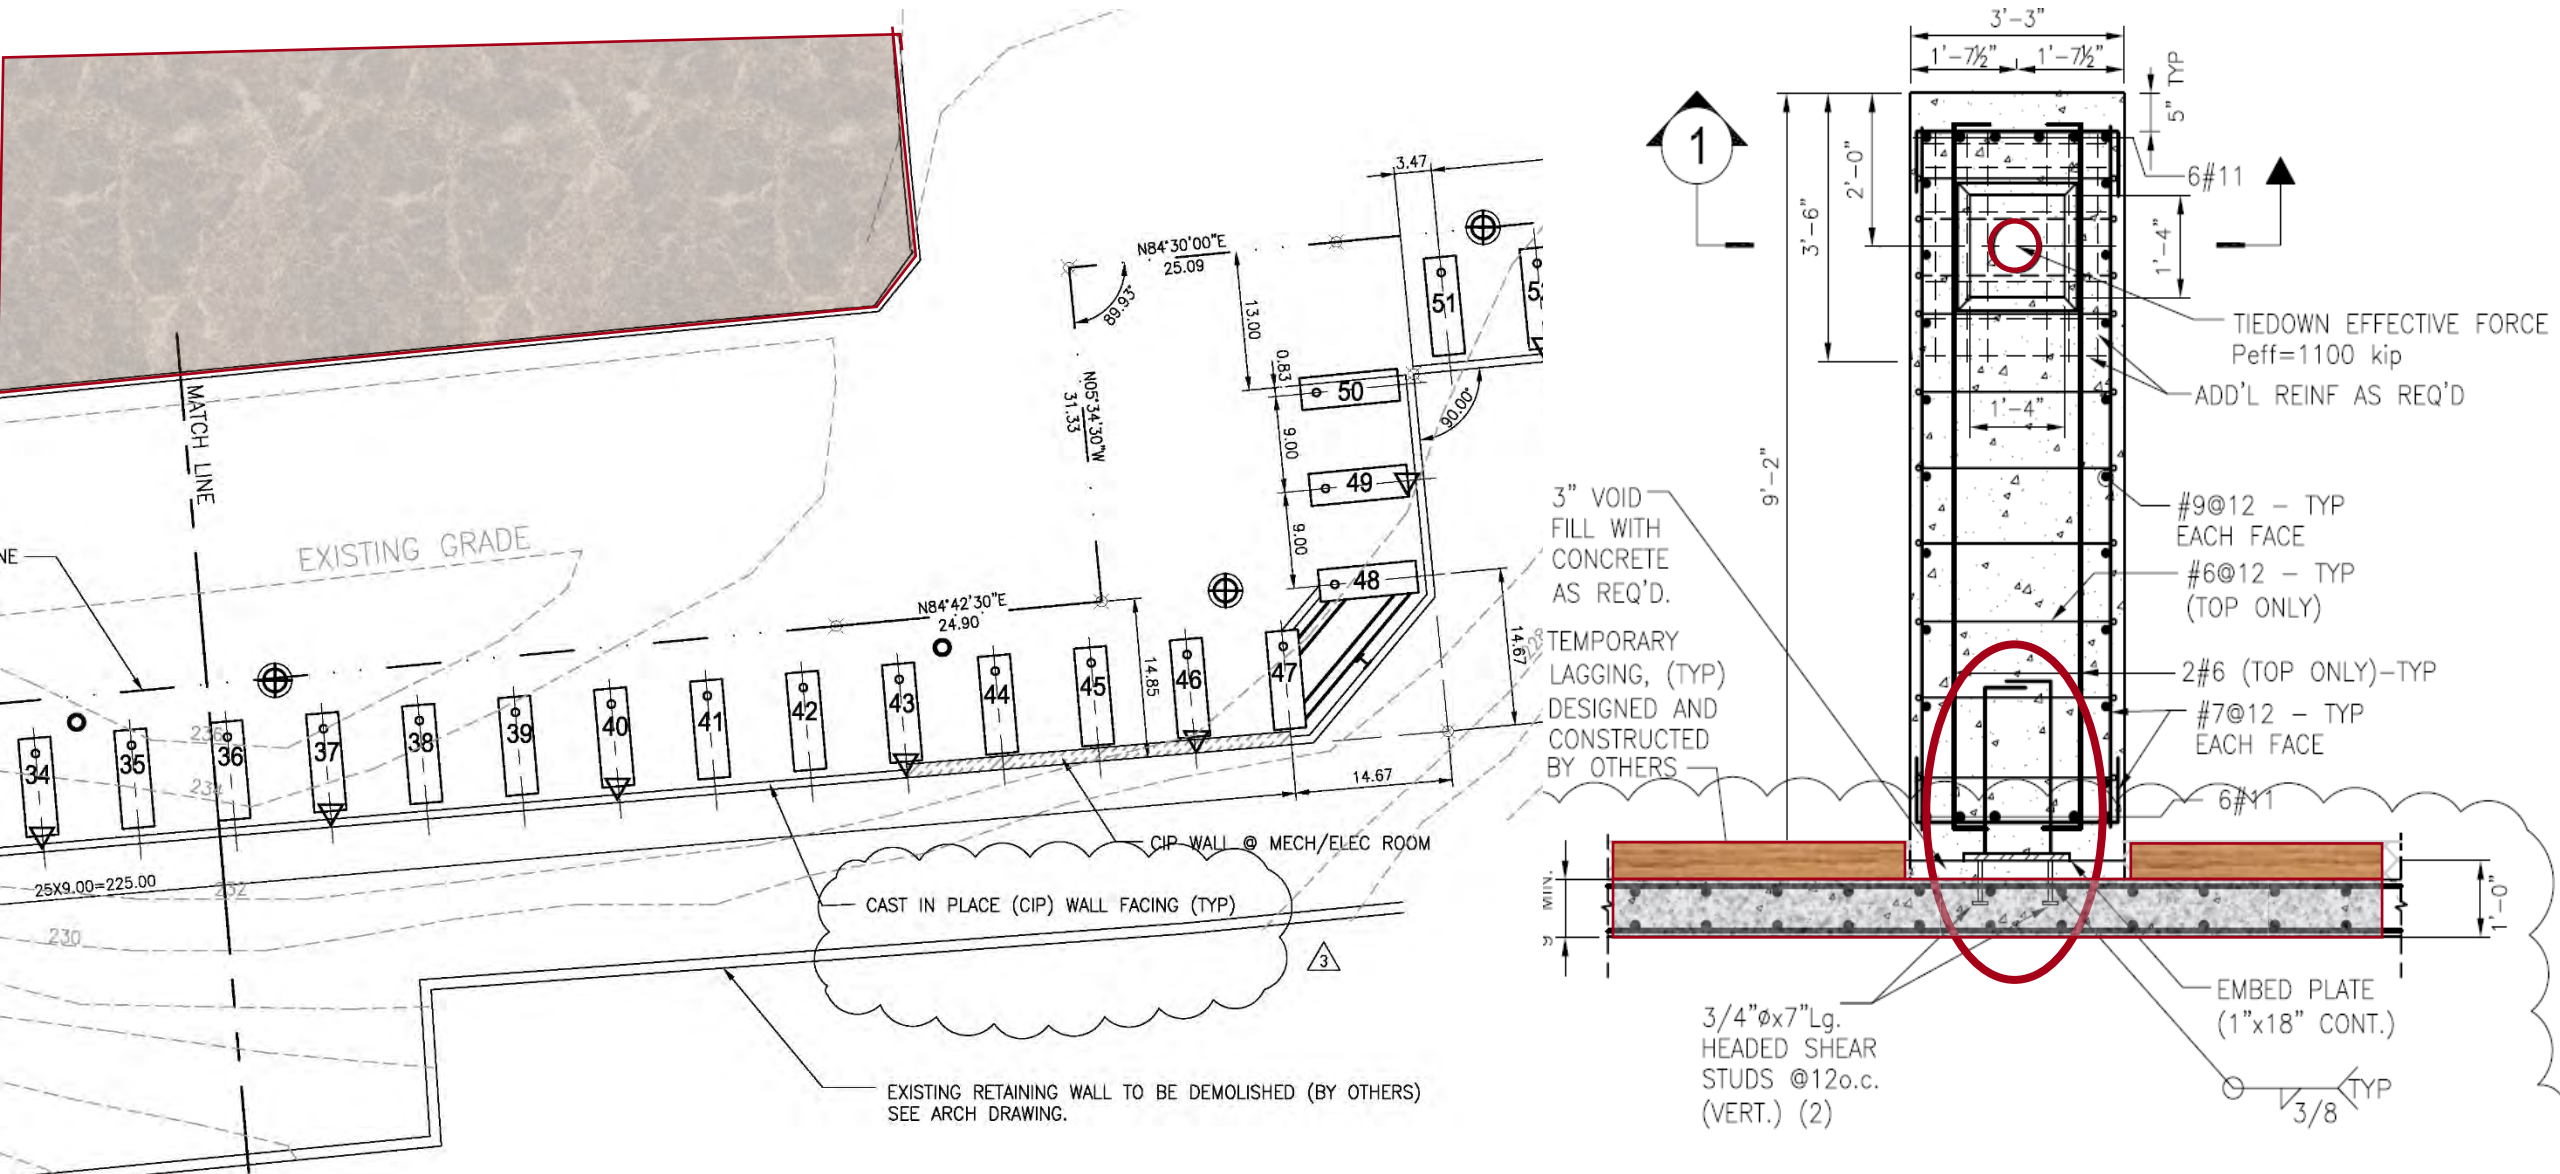 MATCH LINE
EXISTING GRADE
NE
236
234
232
230
228
34
35
36
37
38
39
40
41
42
43
44
45
46
47
48
49
50
51
25X9.00=225.00
N84°42'30"E
24.90
N84°30'00"E
25.09
89.93°
N05°34'30"W
31.33
3.47
13.00
0.83
9.00
9.00
90.00°
14.85
14.67
14.67
CIP WALL @ MECH/ELEC ROOM
CAST IN PLACE (CIP) WALL FACING (TYP)
3
EXISTING RETAINING WALL TO BE DEMOLISHED (BY OTHERS)
SEE ARCH DRAWING.
3'-3"
1'-7½"
1'-7½"
5" TYP
1
2'-0"
3'-6"
9'-2"
6#11
1'-4"
1'-4"
TIEDOWN EFFECTIVE FORCE
Peff=1100 kip
ADD'L REINF AS REQ'D
#9@12 - TYP
EACH FACE
#6@12 - TYP
(TOP ONLY)
2#6 (TOP ONLY)-TYP
#7@12 - TYP
EACH FACE
6#11
3" VOID
FILL WITH
CONCRETE
AS REQ'D.
TEMPORARY
LAGGING, (TYP)
DESIGNED AND
CONSTRUCTED
BY OTHERS
MIN.
1'-0"
3/4"øx7"Lg.
HEADED SHEAR
STUDS @12o.c.
(VERT.) (2)
EMBED PLATE
(1"x18" CONT.)
TYP
3/8